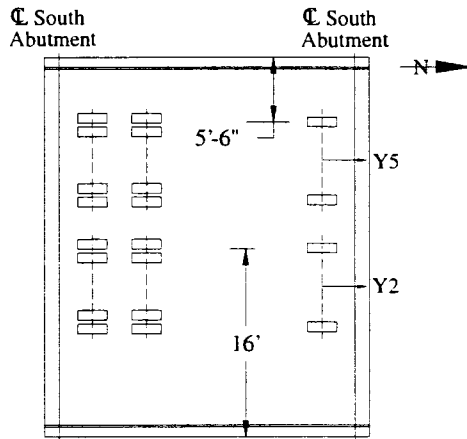 ℄ South
Abutment
℄ South
Abutment
N
5'-6"
Y5
Y2
16'